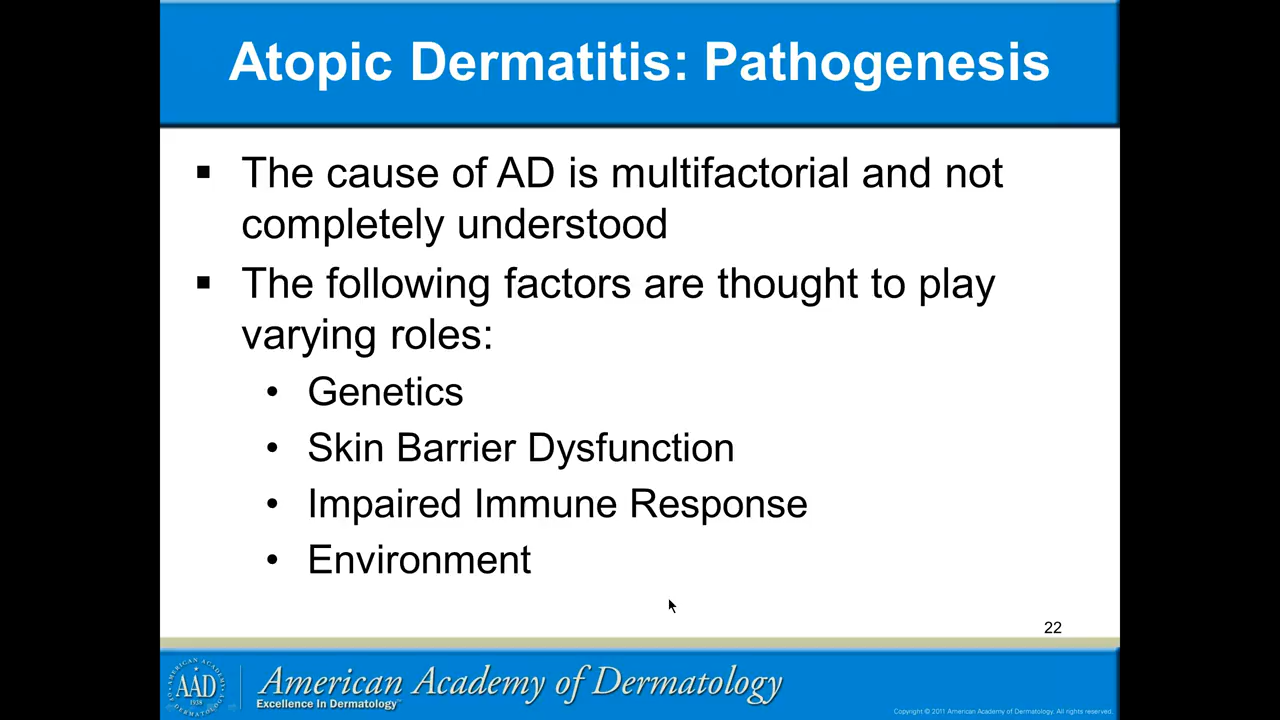 Atopic Dermatitis: Pathogenesis
▪ The cause of AD is multifactorial and not
completely understood
▪ The following factors are thought to play
varying roles:
• Genetics
• Skin Barrier Dysfunction
• Impaired Immune Response
• Environment
22
AAD
1938
American Academy of Dermatology
Excellence In Dermatology™
Copyright © 2011 American Academy of Dermatology. All rights reserved.